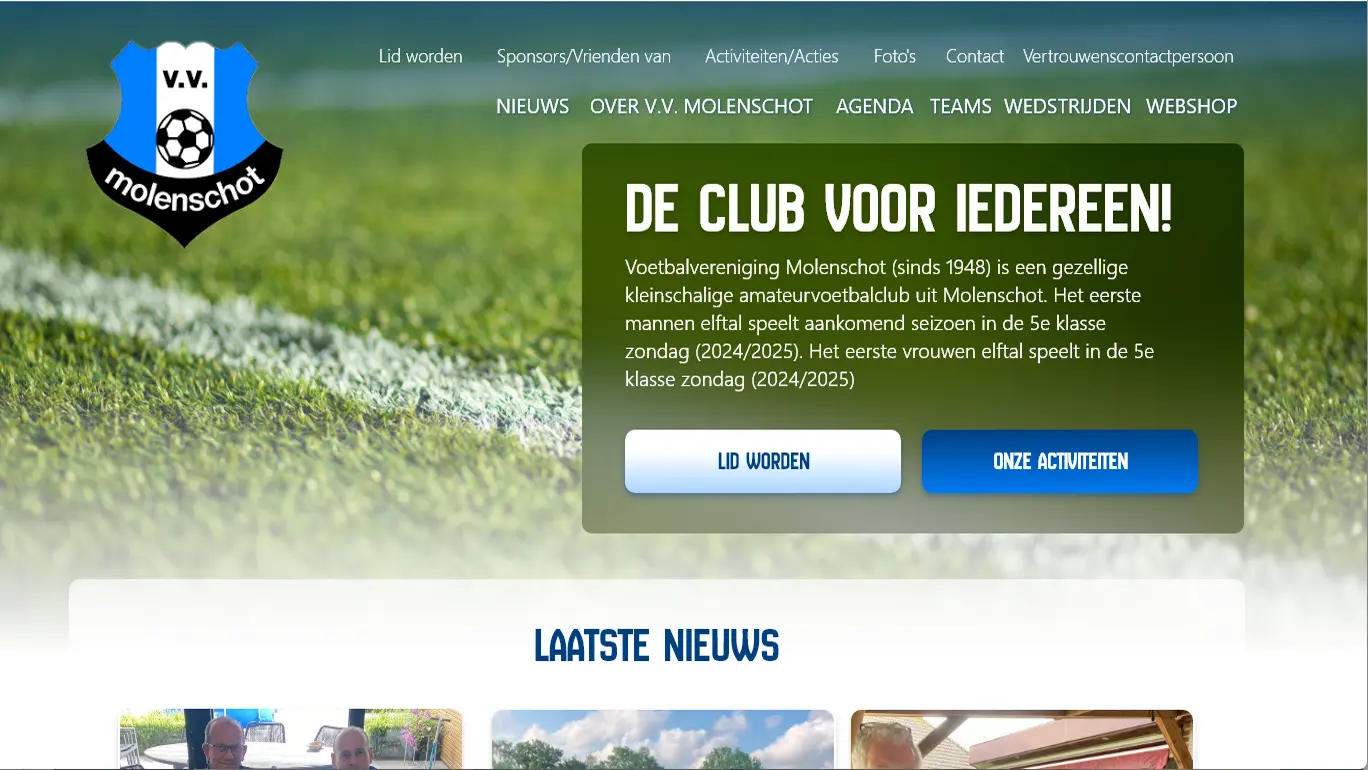 V.V.
molenschot
Lid worden Sponsors/Vrienden van Activiteiten/Acties Foto's Contact Vertrouwenscontactpersoon
NIEUWS OVER V.V. MOLENSCHOT AGENDA TEAMS WEDSTRIJDEN WEBSHOP
DE CLUB VOOR IEDEREEN!
Voetbalvereniging Molenschot (sinds 1948) is een gezellige
kleinschalige amateurvoetbalclub uit Molenschot. Het eerste
mannen elftal speelt aankomend seizoen in de 5e klasse
zondag (2024/2025). Het eerste vrouwen elftal speelt in de 5e
klasse zondag (2024/2025)
LID WORDEN ONZE ACTIVITEITEN
LAATSTE NIEUWS